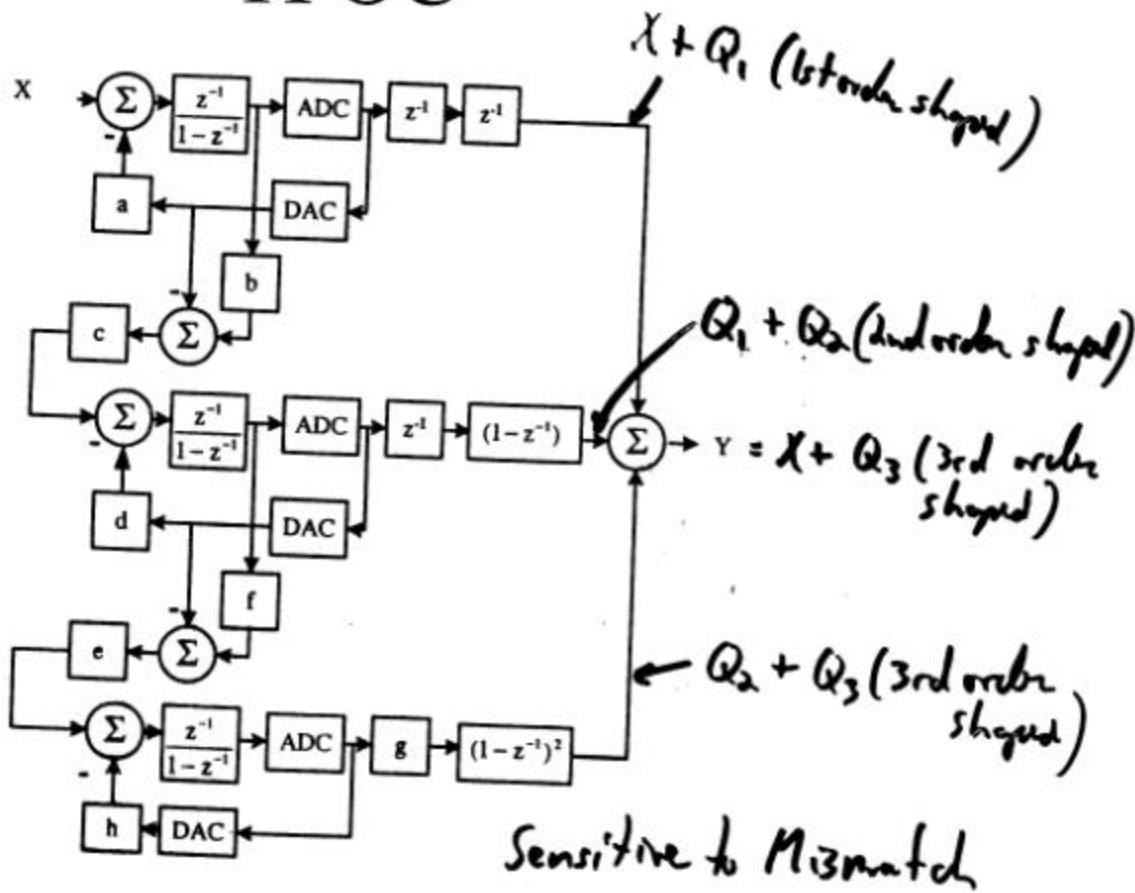 X + Q₁ (1st order shaped)
X
Σ
z⁻¹
1 − z⁻¹
ADC
z⁻¹
z⁻¹
-
a
DAC
b
-
c
Σ
Q₁ + Q₂ (2nd order shaped)
Σ
z⁻¹
1 − z⁻¹
ADC
z⁻¹
(1 − z⁻¹)
Σ
Y = X + Q₃ (3rd order
shaped)
-
d
DAC
f
-
e
Σ
Q₂ + Q₃ (3rd order
shaped)
Σ
z⁻¹
1 − z⁻¹
ADC
g
(1 − z⁻¹)²
-
h
DAC
Sensitive to Mismatch